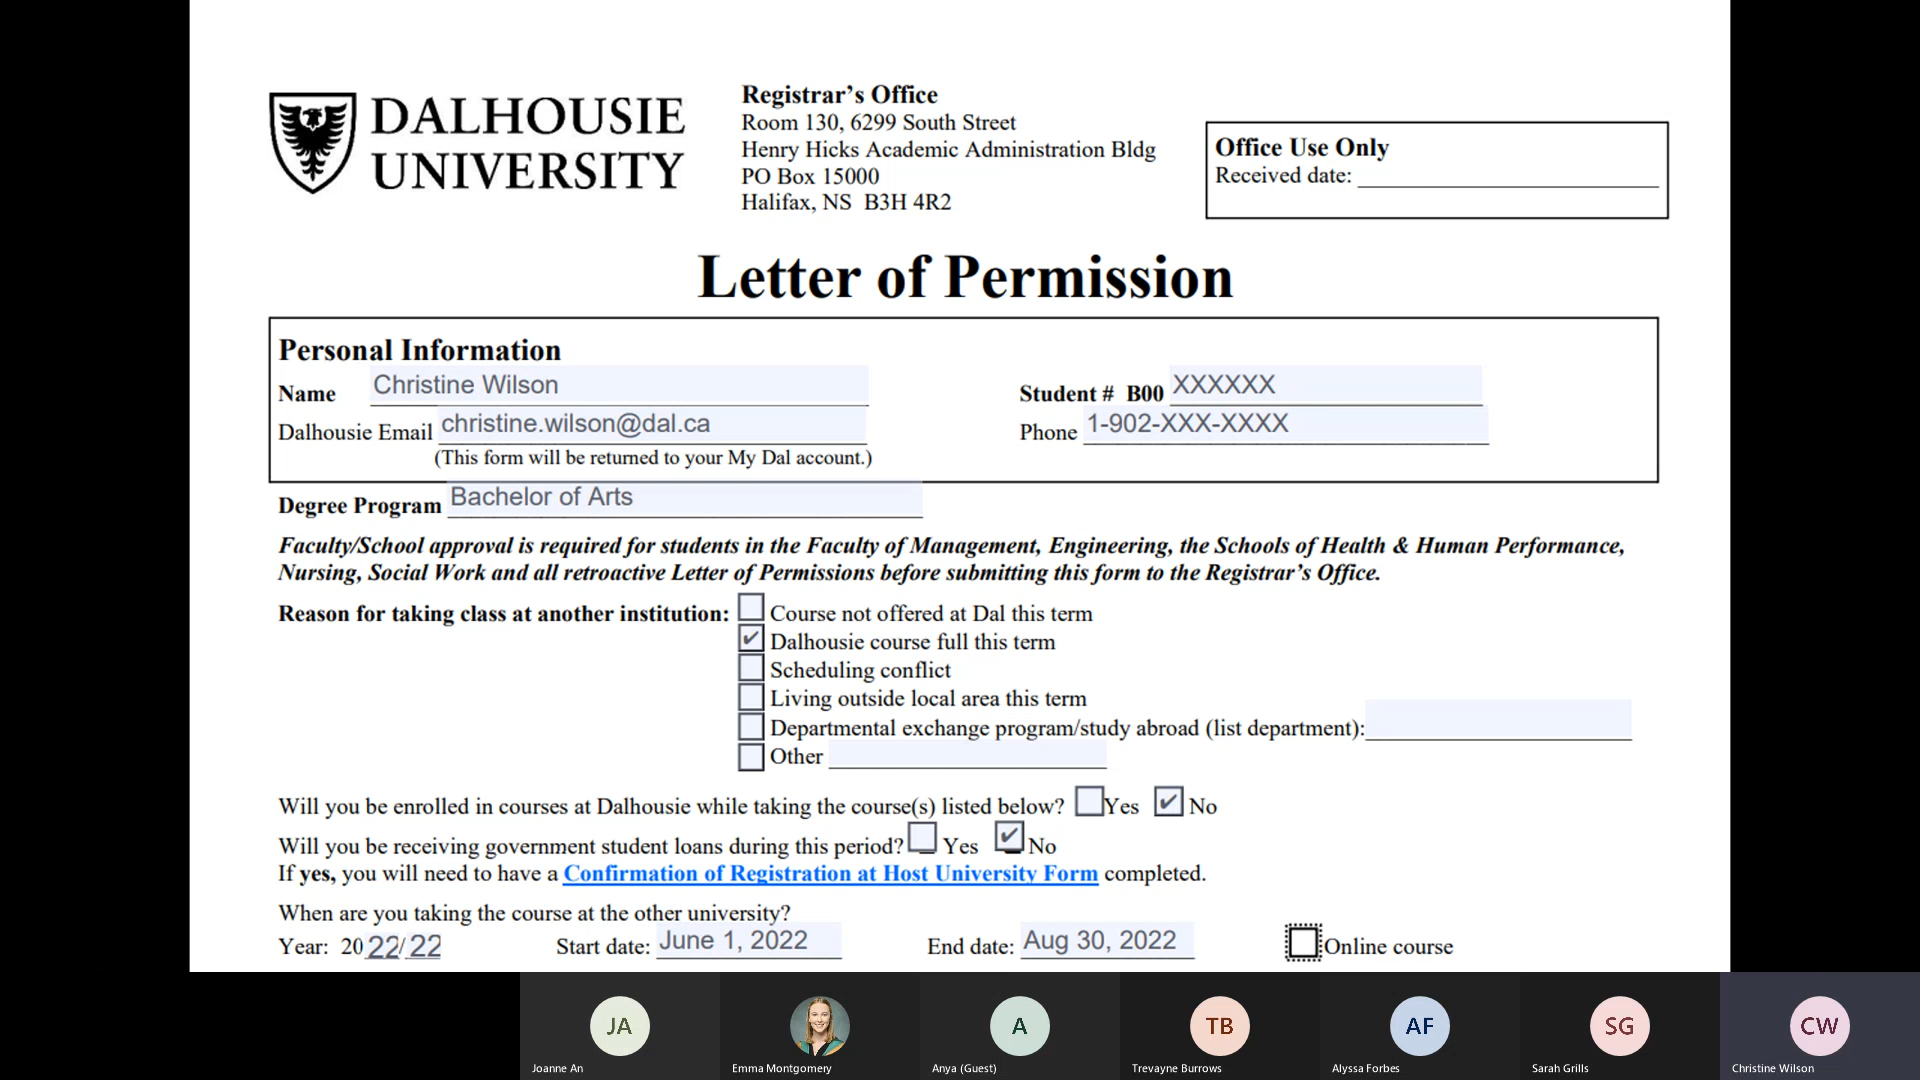 DALHOUSIE
UNIVERSITY
Registrar's Office
Room 130, 6299 South Street
Henry Hicks Academic Administration Bldg
PO Box 15000
Halifax, NS B3H 4R2
Office Use Only
Received date:
Letter of Permission
Personal Information
Name Christine Wilson Student # B00 XXXXXX
Dalhousie Email christine.wilson@dal.ca Phone 1-902-XXX-XXXX
(This form will be returned to your My Dal account.)
Degree Program Bachelor of Arts
Faculty/School approval is required for students in the Faculty of Management, Engineering, the Schools of Health & Human Performance,
Nursing, Social Work and all retroactive Letter of Permissions before submitting this form to the Registrar's Office.
Reason for taking class at another institution: Course not offered at Dal this term
✔ Dalhousie course full this term
Scheduling conflict
Living outside local area this term
Departmental exchange program/study abroad (list department):
Other
Will you be enrolled in courses at Dalhousie while taking the course(s) listed below? Yes ✔ No
Will you be receiving government student loans during this period? Yes ✔ No
If yes, you will need to have a Confirmation of Registration at Host University Form completed.
When are you taking the course at the other university?
Year: 20 22/ 22 Start date: June 1, 2022 End date: Aug 30, 2022 Online course
JA A TB AF SG CW
Joanne An Emma Montgomery Anya (Guest) Trevayne Burrows Alyssa Forbes Sarah Grills Christine Wilson